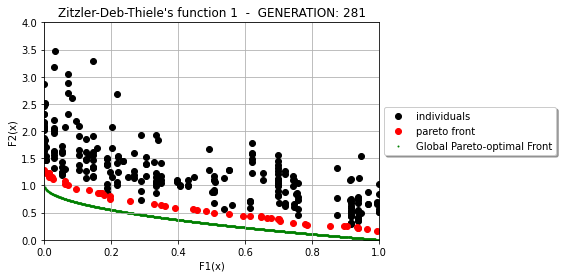 Zitzler-Deb-Thiele's function 1 - GENERATION: 281
4.0
3.5
3.0
2.5
2.0
1.5
1.0
0.5
0.0
F2(x)
0.0 0.2 0.4 0.6 0.8 1.0
F1(x)
individuals
pareto front
Global Pareto-optimal Front